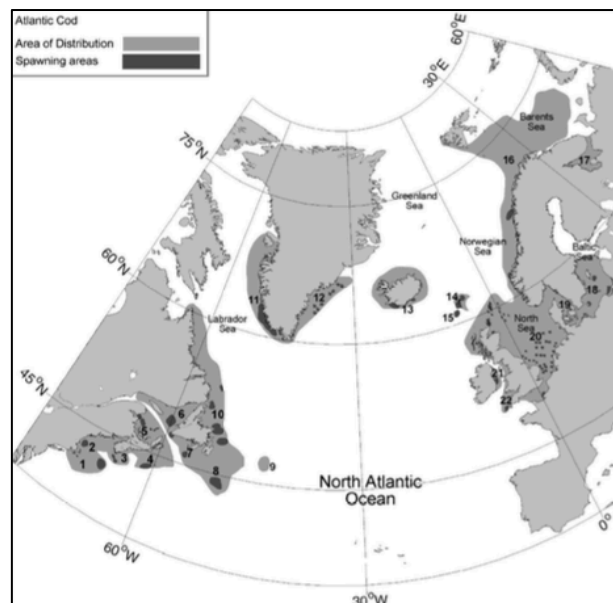 Atlantic Cod
Area of Distribution
Spawning areas
60°E
30°E
Barents
Sea
75°N
16
17
Greenland
Sea
Norwegian
Sea
Baltic
Sea
60°N
11
12
13
14
15
18
19
North
Sea
20
Labrador
Sea
21
22
45°N
10
6
5
2
1
3
4
7
8
9
North Atlantic
Ocean
0°
60°W
30°W